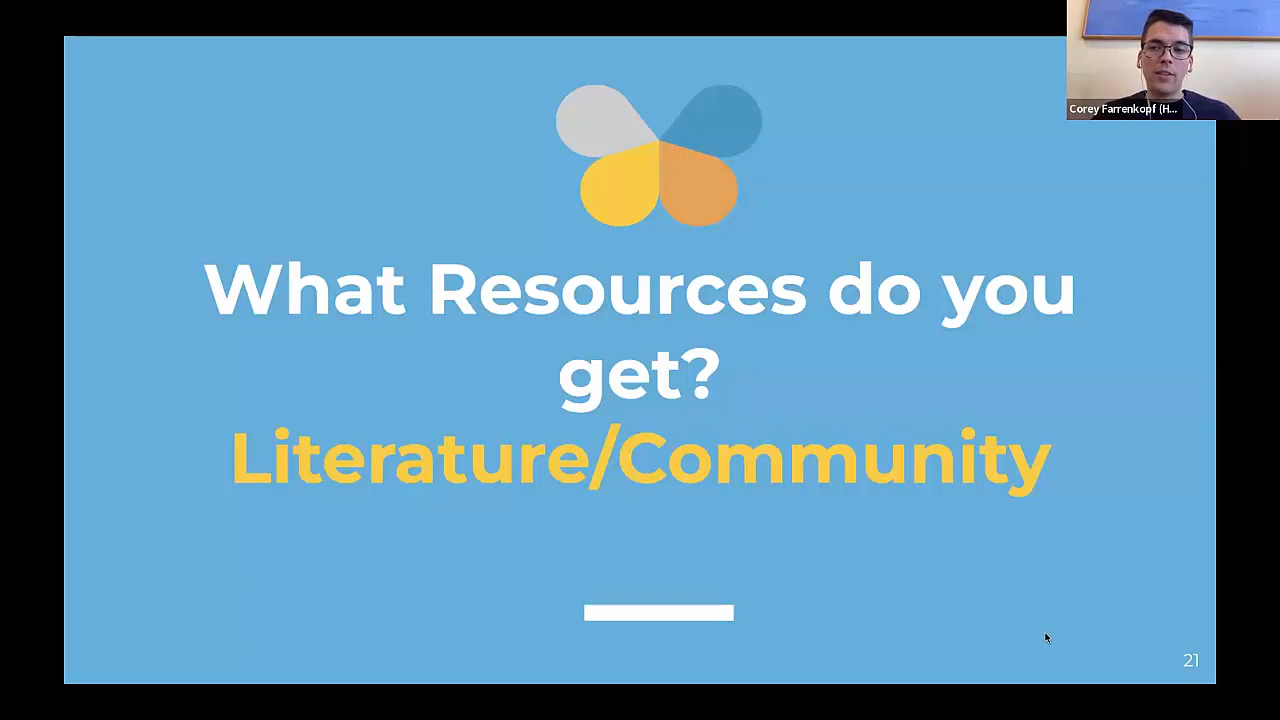 Corey Farrenkopf (H...
What Resources do you
get?
Literature/Community
21